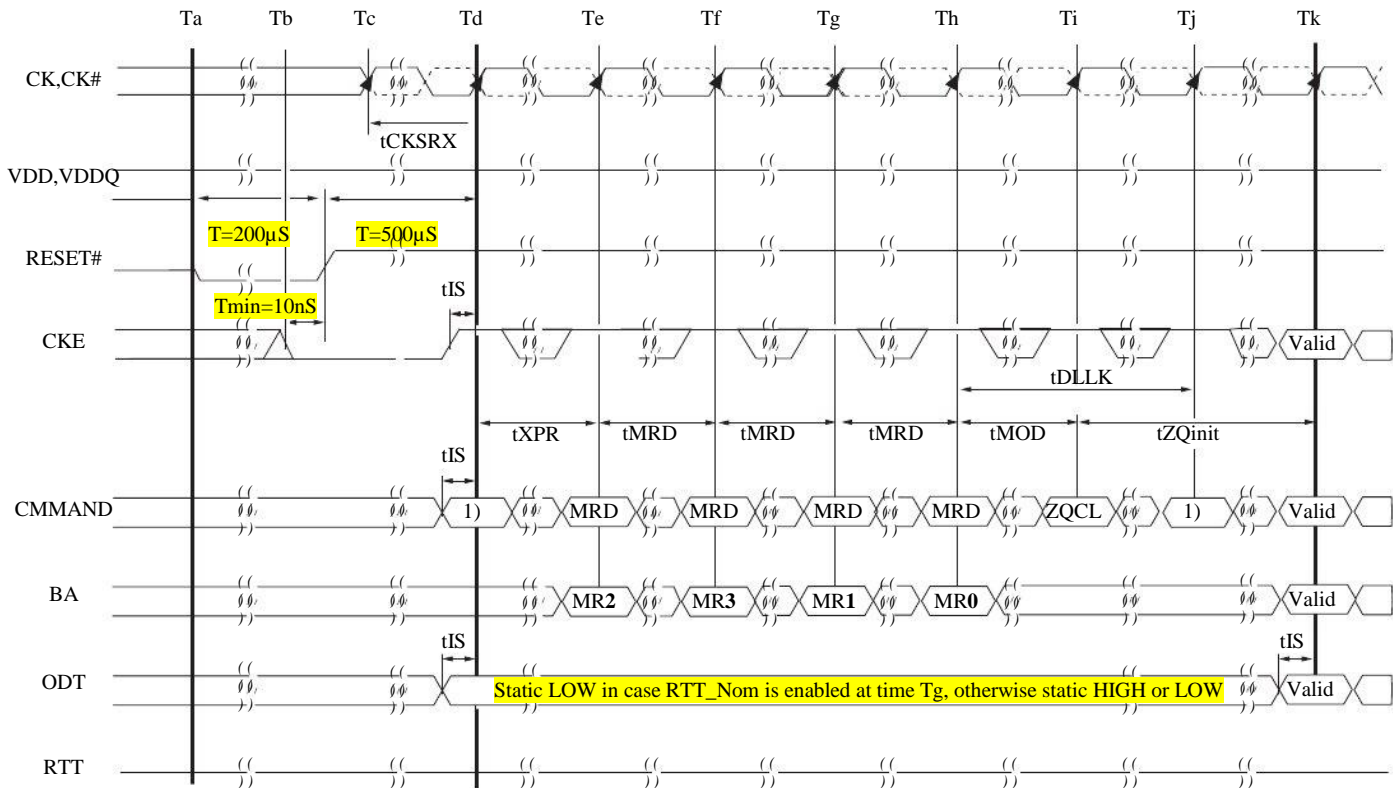 Ta Tb Tc Td Te Tf Tg Th Ti Tj Tk
CK,CK#
tCKSRX
VDD,VDDQ
T=200µS T=500µS
RESET#
Tmin=10nS tIS
CKE Valid
tDLLK
tXPR tMRD tMRD tMRD tMOD tZQinit
tIS
CMMAND 1) MRD MRD MRD MRD ZQCL 1) Valid
BA MR2 MR3 MR1 MR0 Valid
tIS tIS
ODT Static LOW in case RTT_Nom is enabled at time Tg, otherwise static HIGH or LOW Valid
RTT